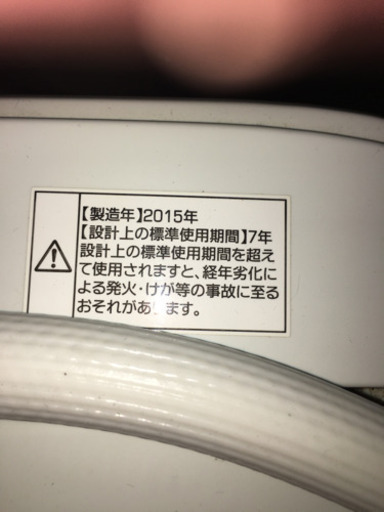 【製造年】2015年
【設計上の標準使用期間】7年
設計上の標準使用期間を超え
て使用されますと、経年劣化に
よる発火・けが等の事故に至る
おそれがあります。